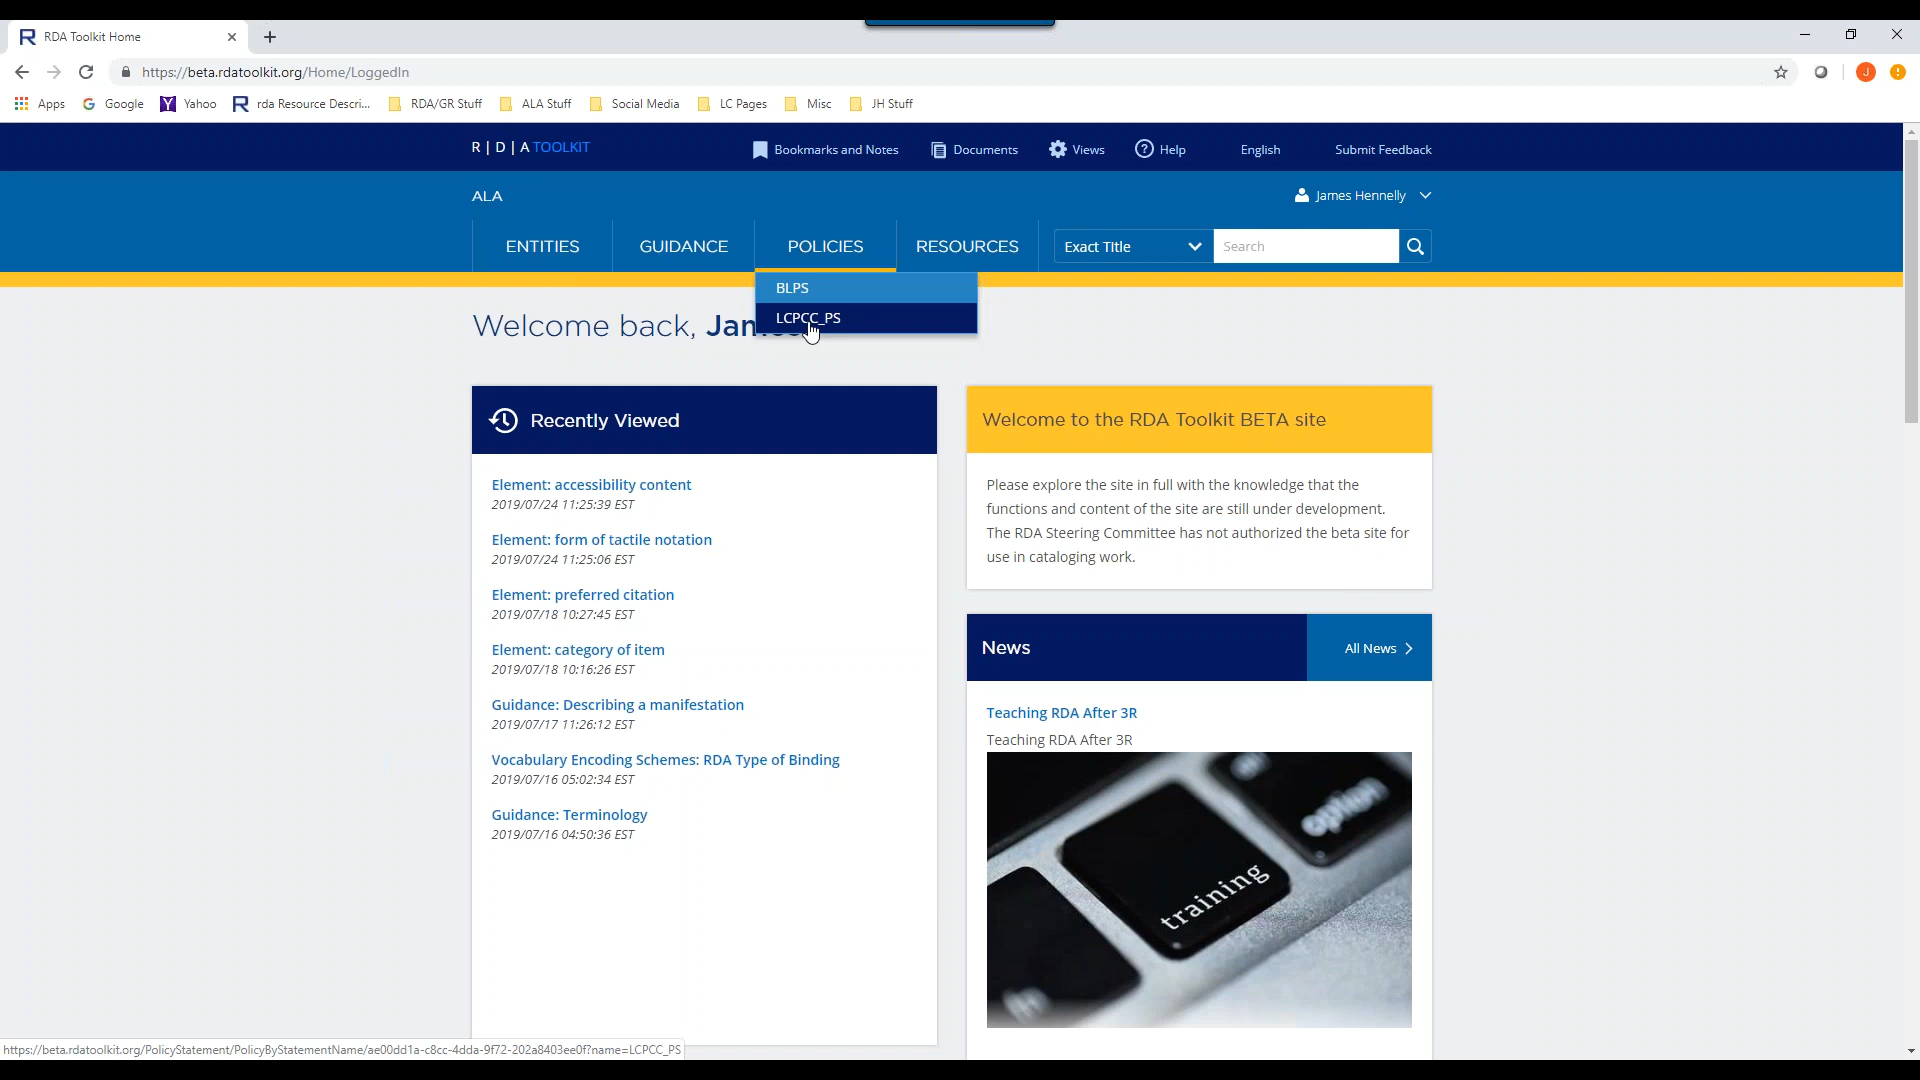 RDA Toolkit Home
https://beta.rdatoolkit.org/Home/LoggedIn
J
Apps Google Yahoo rda Resource Descri... RDA/GR Stuff ALA Stuff Social Media LC Pages Misc JH Stuff
R | D | A TOOLKIT Bookmarks and Notes Documents Views Help English Submit Feedback
ALA James Hennelly
ENTITIES GUIDANCE POLICIES RESOURCES Exact Title Search
BLPS
LCPCC_PS
Welcome back,
Recently Viewed
Element: accessibility content
2019/07/24 11:25:39 EST
Element: form of tactile notation
2019/07/24 11:25:06 EST
Element: preferred citation
2019/07/18 10:27:45 EST
Element: category of item
2019/07/18 10:16:26 EST
Guidance: Describing a manifestation
2019/07/17 11:26:12 EST
Vocabulary Encoding Schemes: RDA Type of Binding
2019/07/16 05:02:34 EST
Guidance: Terminology
2019/07/16 04:50:36 EST
Welcome to the RDA Toolkit BETA site
Please explore the site in full with the knowledge that the
functions and content of the site are still under development.
The RDA Steering Committee has not authorized the beta site for
use in cataloging work.
News All News
Teaching RDA After 3R
Teaching RDA After 3R
option
training
https://beta.rdatoolkit.org/PolicyStatement/PolicyByStatementName/ae00dd1a-c8cc-4dda-9f72-202a8403ee0f?name=LCPCC_PS